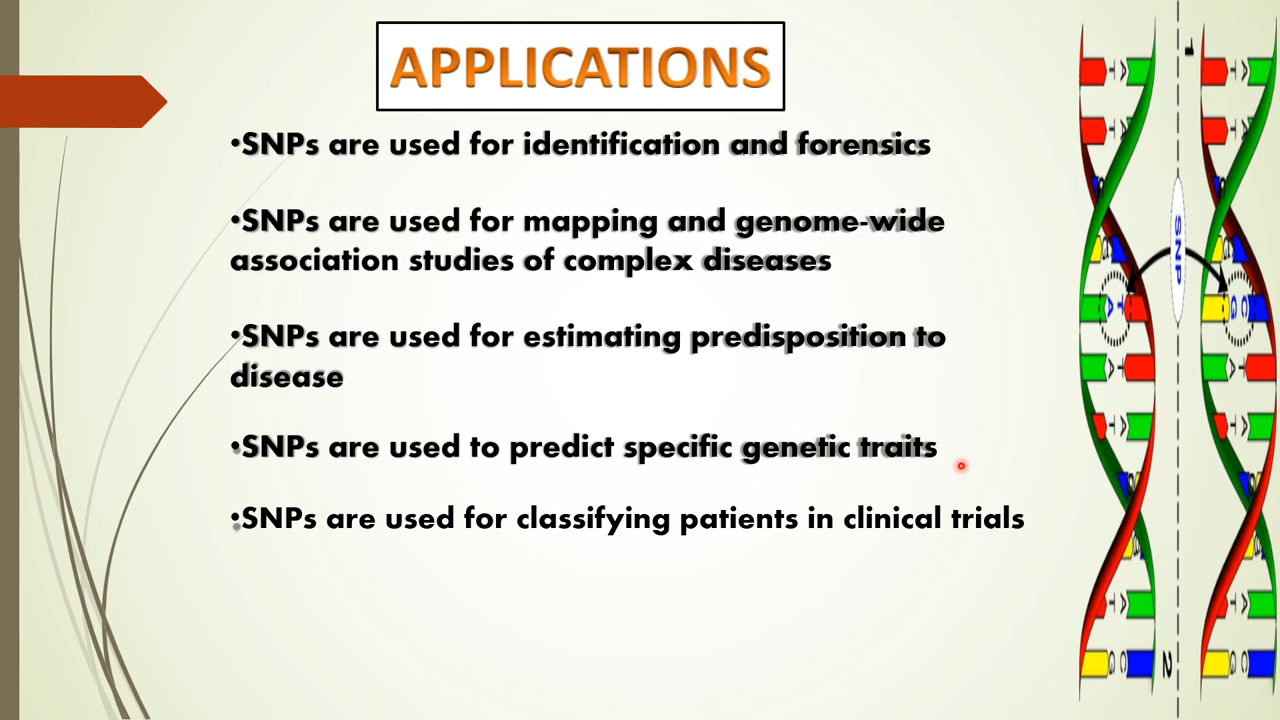 APPLICATIONS
•SNPs are used for identification and forensics
•SNPs are used for mapping and genome-wide
association studies of complex diseases
•SNPs are used for estimating predisposition to
disease
•SNPs are used to predict specific genetic traits
•SNPs are used for classifying patients in clinical trials
1
SNP
2
T A
T A
T A
T A
A T
C G
A T
A T
A T
A T
T A
T A
G C
G C